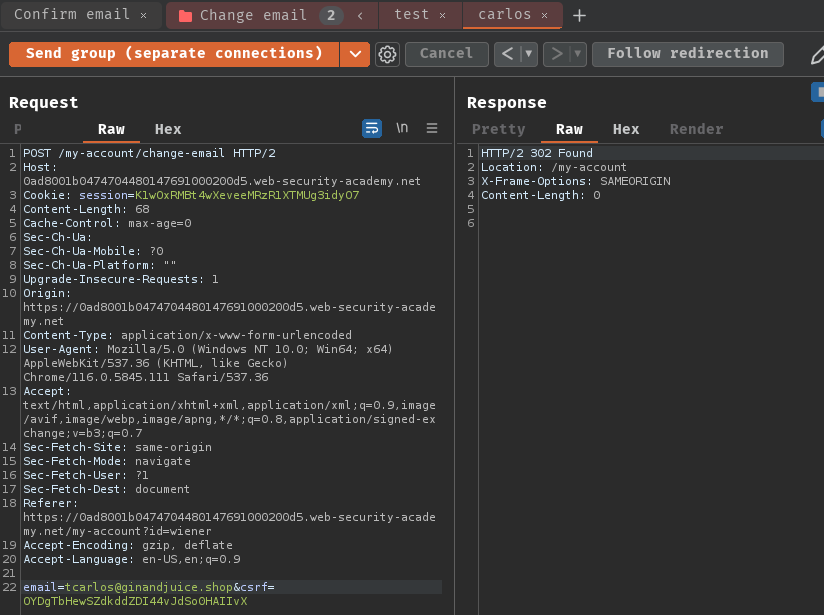 Confirm email ×
Change email 2 <
test ×
carlos ×
+
Send group (separate connections)
Cancel
<
>
Follow redirection
Request
P
Raw
Hex
\n
1 POST /my-account/change-email HTTP/2
2 Host:
0ad8001b0474704480147691000200d5.web-security-academy.net
3 Cookie: session=K1wOxRMBt4wXeveeMRzR1XTMUg3idyO7
4 Content-Length: 68
5 Cache-Control: max-age=0
6 Sec-Ch-Ua:
7 Sec-Ch-Ua-Mobile: ?0
8 Sec-Ch-Ua-Platform: ""
9 Upgrade-Insecure-Requests: 1
10 Origin:
https://0ad8001b0474704480147691000200d5.web-security-acade
my.net
11 Content-Type: application/x-www-form-urlencoded
12 User-Agent: Mozilla/5.0 (Windows NT 10.0; Win64; x64)
AppleWebKit/537.36 (KHTML, like Gecko)
Chrome/116.0.5845.111 Safari/537.36
13 Accept:
text/html,application/xhtml+xml,application/xml;q=0.9,image
/avif,image/webp,image/apng,*/*;q=0.8,application/signed-ex
change;v=b3;q=0.7
14 Sec-Fetch-Site: same-origin
15 Sec-Fetch-Mode: navigate
16 Sec-Fetch-User: ?1
17 Sec-Fetch-Dest: document
18 Referer:
https://0ad8001b0474704480147691000200d5.web-security-acade
my.net/my-account?id=wiener
19 Accept-Encoding: gzip, deflate
20 Accept-Language: en-US,en;q=0.9
21
22 email=tcarlos@ginandjuice.shop&csrf=
OYDgTbHewSZdkddZDI44vJdSoOHAIIvX
Response
Pretty
Raw
Hex
Render
1 HTTP/2 302 Found
2 Location: /my-account
3 X-Frame-Options: SAMEORIGIN
4 Content-Length: 0
5
6